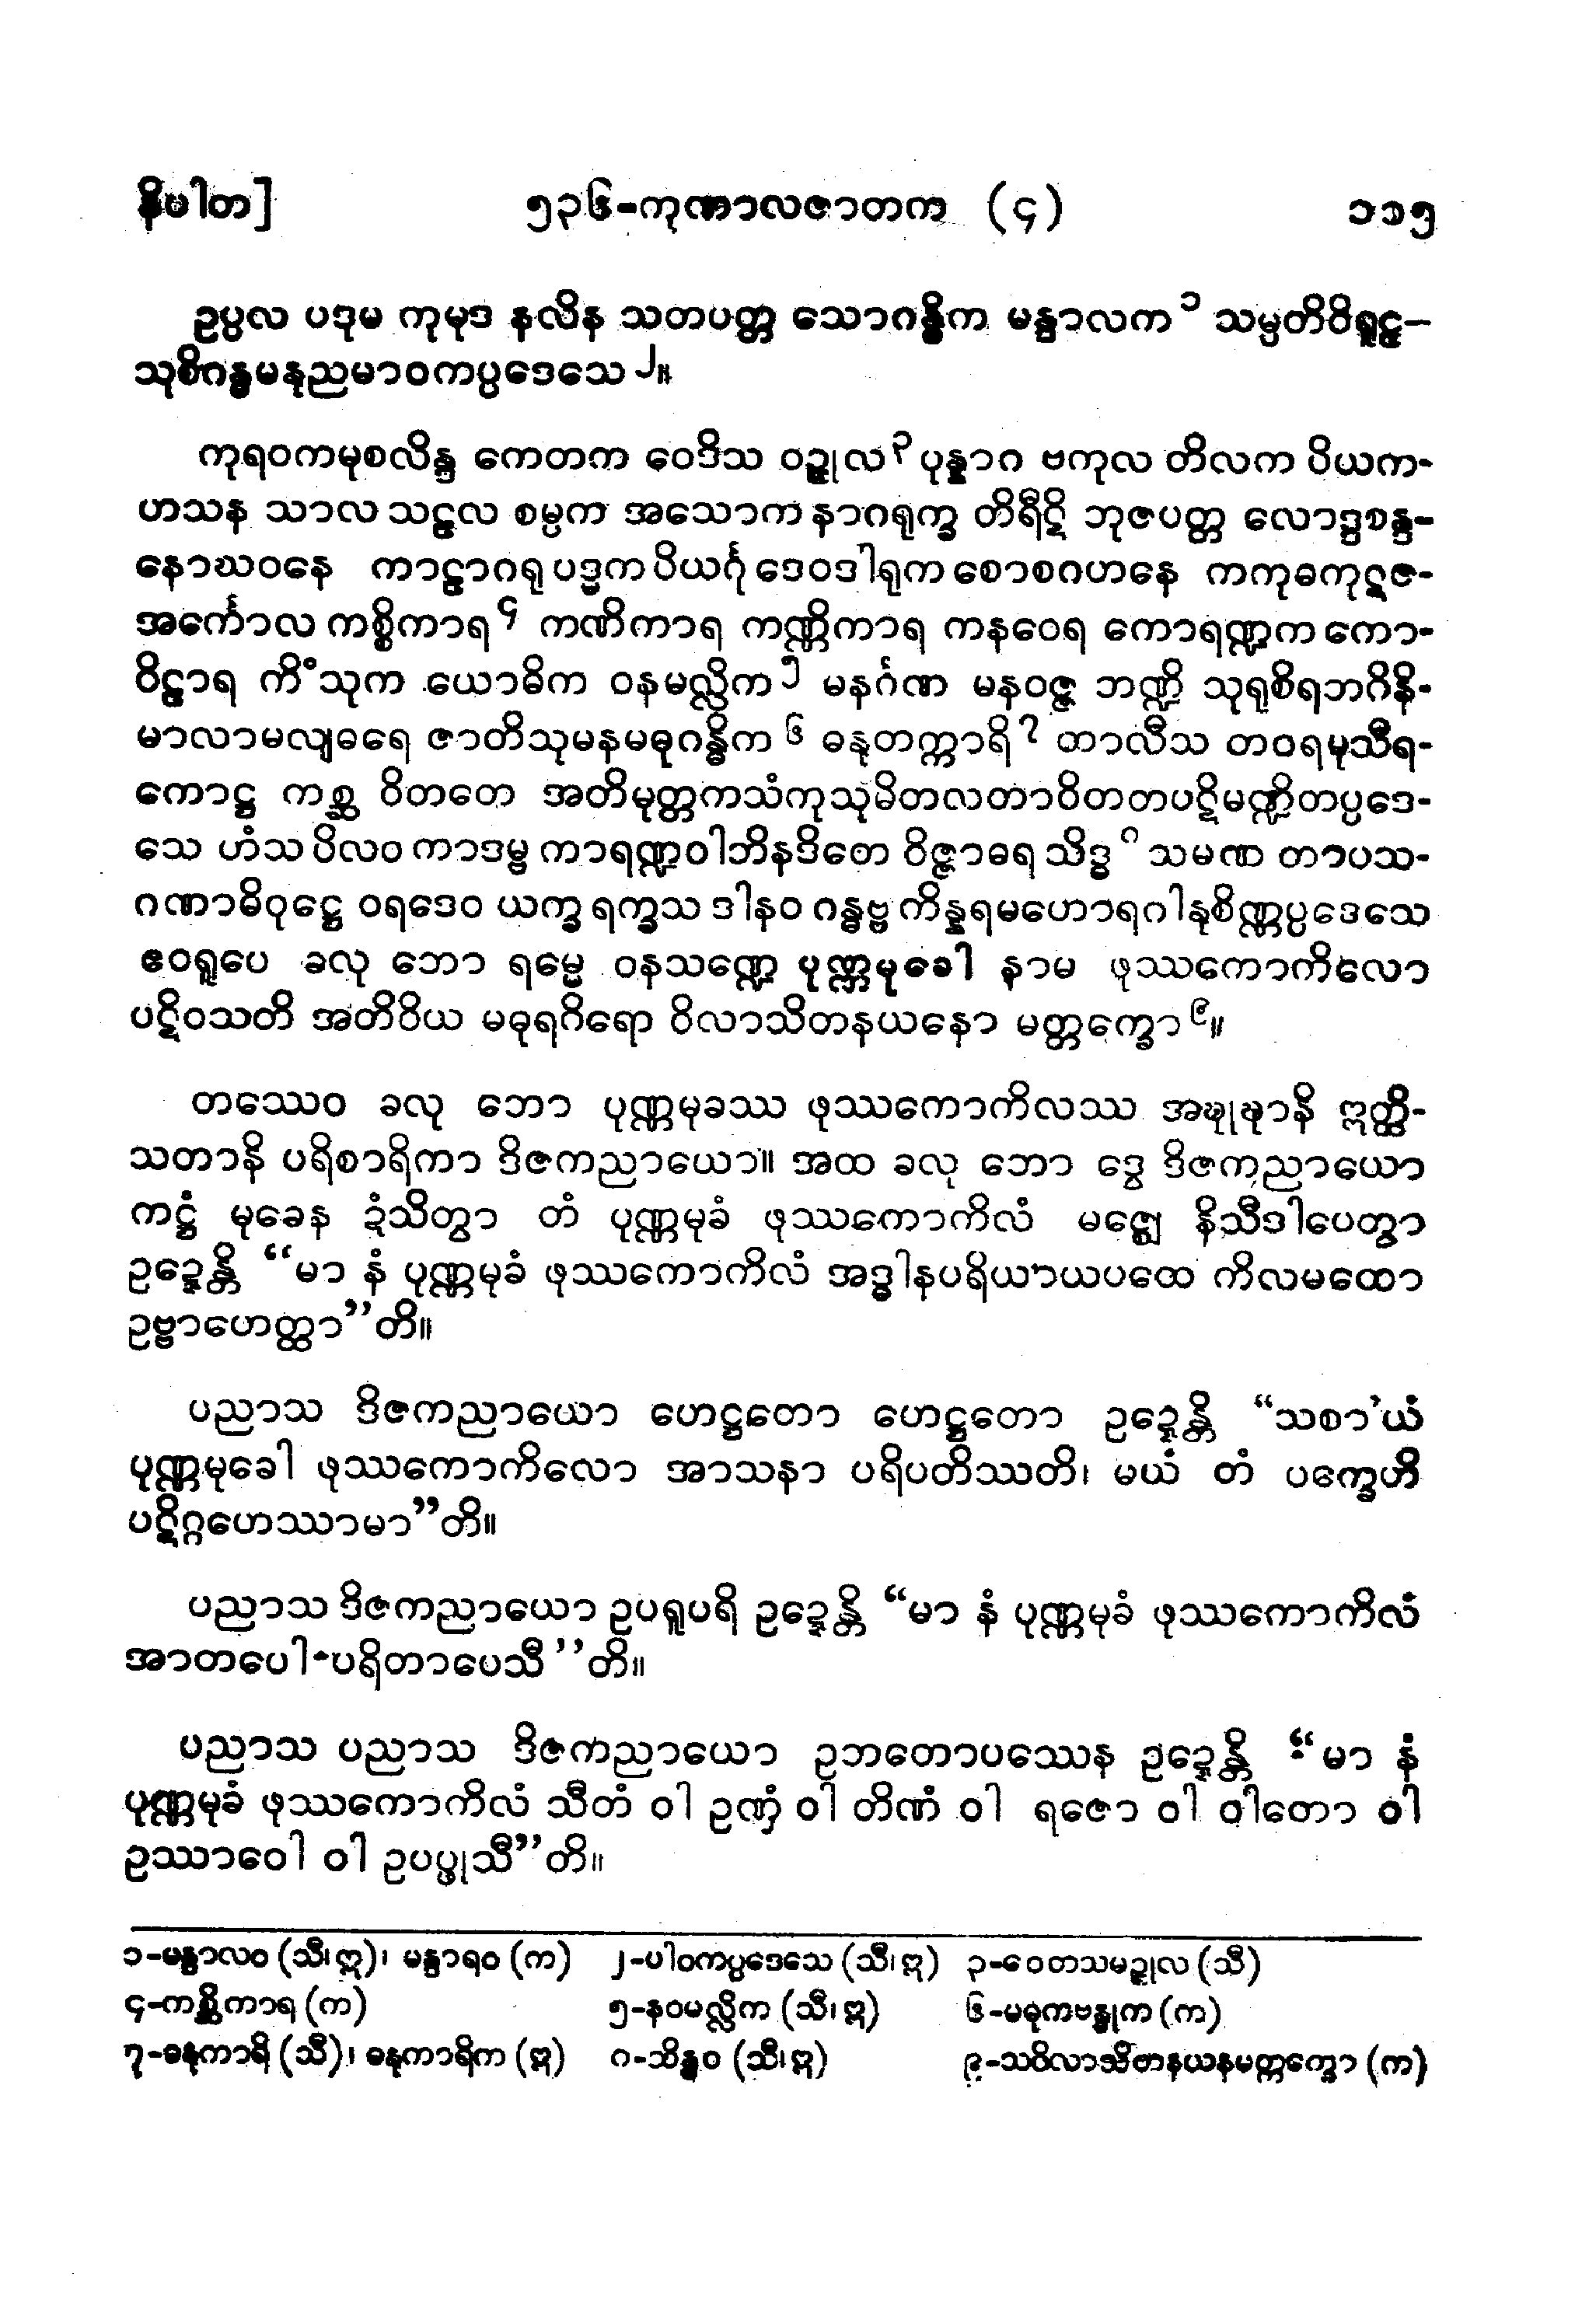 နိပါတ]  ၅၃၆-ကုဏာလဇာတက (၄)  ၁၁၅
ဥပ္ပလ ပဒုမ ကုမုဒ နလိန သတပတ္တ သောဂန္ဓိက မန္ဒာလက ၁ သမ္ပတိဝိရူဠှ–
သုစိဂန္ဓမနုညမာဝကပ္ပဒေသေ ၂။
ကုရဝကမုစလိန္ဒ ကေတက ဝေဒိသ ဝဉ္ဇုလ ၃ ပုန္နာဂ ဗကုလ တိလက ပိယက-
ဟသန သာလ သဠလ စမ္ပက အသောက နာဂရုက္ခ တိရီဋိ ဘုဇပတ္တ လောဒ္ဒစန္ဒ-
နောဃဝနေ ကာဠာဂရု ပဒ္မက ပိယင်္ဂု ဒေဝဒါရုက စောစဂဟနေ ကကုဓကုဋဇ-
အင်္ကောလ ကစ္စိကာရ ၄ ကဏိကာရ ကဏ္ဏိကာရ ကနဝေရ ကောရဏ္ဍက ကော-
ဝိဠာရ ကိံသုက ယောဓိက ဝနမလ္လိက ၅ မနင်္ဂဏ မနဝဇ္ဇ ဘဏ္ဍိ သုရုစိရဘဂိနိ-
မာလာမလျဓရေ ဇာတိသုမနမဓုဂန္ဓိက ၆ ဓနုတက္ကာရိ ၇ တာလီသ တဝရမုသီရ-
ကောဋ္ဌ ကစ္ဆ ဝိတတေ အတိမုတ္တကသံကုသုမိတလတာဝိတတပဋိမဏ္ဍိတပ္ပဒေ-
သေ ဟံသ ပိလဝ ကာဒမ္ဗ ကာရဏ္ဍဝါဘိနဒိတေ ဝိဇ္ဇာဓရ သိဒ္ဓ ၈ သမဏ တာပသ-
ဂဏာဓိဝုဋ္ဌေ ဝရဒေဝ ယက္ခ ရက္ခသ ဒါနဝ ဂန္ဓဗ္ဗ ကိန္နရမဟောရဂါနုစိဏ္ဏပ္ပဒေသေ
ဧဝရူပေ ခလု ဘော ရမ္မေ ဝနသဏ္ဍေ ပုဏ္ဏမုခေါ နာမ ဖုဿကောကိလော
ပဋိဝသတိ အတိဝိယ မဓုရဂိရော ဝိလာသိတနယနော မတ္တက္ခော ၉။
တဿေဝ ခလု ဘော ပုဏ္ဏမုခဿ ဖုဿကောကိလဿ အဍ္ဎုဍ္ဎာနိ ဣတ္ထိ-
သတာနိ ပရိစာရိကာ ဒိဇကညာယော။ အထ ခလု ဘော ဒွေ ဒိဇကညာယော
ကဋ္ဌံ မုခေန ဍံသိတွာ တံ ပုဏ္ဏမုခံ ဖုဿကောကိလံ မဇ္ဈေ နိသီဒါပေတွာ
ဥဍ္ဍေန္တိ “မာ နံ ပုဏ္ဏမုခံ ဖုဿကောကိလံ အဒ္ဓါနပရိယာယပထေ ကိလမထော
ဥဗ္ဗာဟေတ္ထာ”တိ။
ပညာသ ဒိဇကညာယော ဟေဋ္ဌတော ဟေဋ္ဌတော ဥဍ္ဍေန္တိ “သစာ’ယံ
ပုဏ္ဏမုခေါ ဖုဿကောကိလော အာသနာ ပရိပတိဿတိ၊ မယံ တံ ပက္ခေဟိ
ပဋိဂ္ဂဟေဿာမာ”တိ။
ပညာသ ဒိဇကညာယော ဥပရူပရိ ဥဍ္ဍေန္တိ “မာ နံ ပုဏ္ဏမုခံ ဖုဿကောကိလံ
အာတပေါ ပရိတာပေသီ”တိ။
ပညာသ ပညာသ ဒိဇကညာယော ဥဘတောပဿေန ဥဍ္ဍေန္တိ “မာ နံ
ပုဏ္ဏမုခံ ဖုဿကောကိလံ သီတံ ဝါ ဥဏှံ ဝါ တိဏံ ဝါ ရဇော ဝါ ဝါတော ဝါ
ဥဿာဝေါ ဝါ ဥပပ္ဖုသီ”တိ။
၁-မန္ဒာလဝ (သီ၊ ဣ)၊ မန္ဒာရဝ (က)  ၂-ပါဝကပ္ပဒေသေ (သီ၊ ဣ)  ၃-ဝေတသမဉ္ဇုလ (သီ)
၄-ကစ္ဆိကာရ (က)  ၅-နဝမလ္လိက (သီ၊ ဣ)  ၆-မဓုကဗန္ဓုက (က)
၇-ဓနုကာရိ (သီ)၊ ဓနုကာရိက (ဣ)  ၈-သိန္ဓဝ (သီ၊ ဣ)  ၉-သဝိလာသိတနယနမတ္တက္ခော (က)